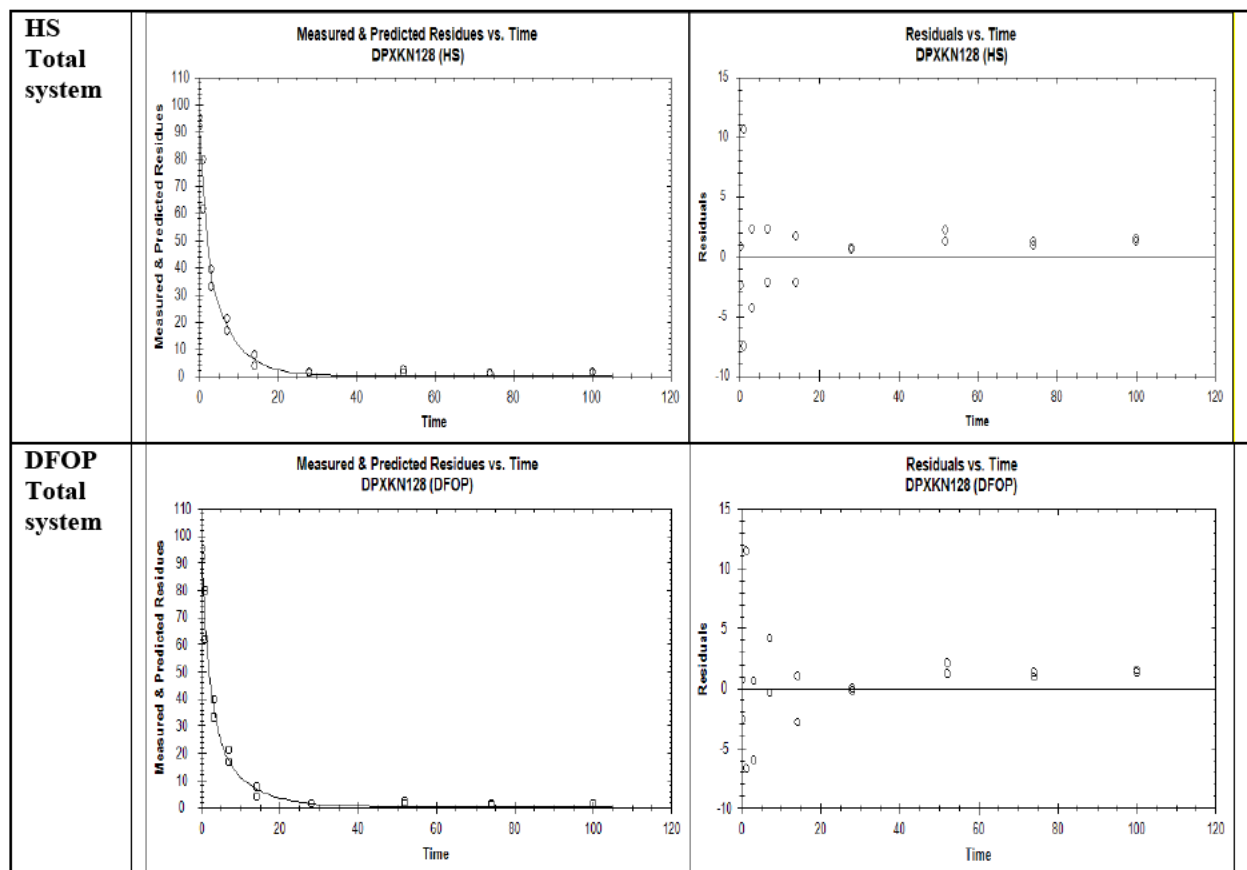 HS
Total
system
Measured & Predicted Residues vs. Time
DPXKN128 (HS)
Measured & Predicted Residues
110
100
90
80
70
60
50
40
30
20
10
0
0 20 40 60 80 100 120
Time
Residuals vs. Time
DPXKN128 (HS)
Residuals
15
10
5
0
-5
-10
0 20 40 60 80 100 120
Time
DFOP
Total
system
Measured & Predicted Residues vs. Time
DPXKN128 (DFOP)
Measured & Predicted Residues
110
100
90
80
70
60
50
40
30
20
10
0
0 20 40 60 80 100 120
Time
Residuals vs. Time
DPXKN128 (DFOP)
Residuals
15
10
5
0
-5
-10
0 20 40 60 80 100 120
Time